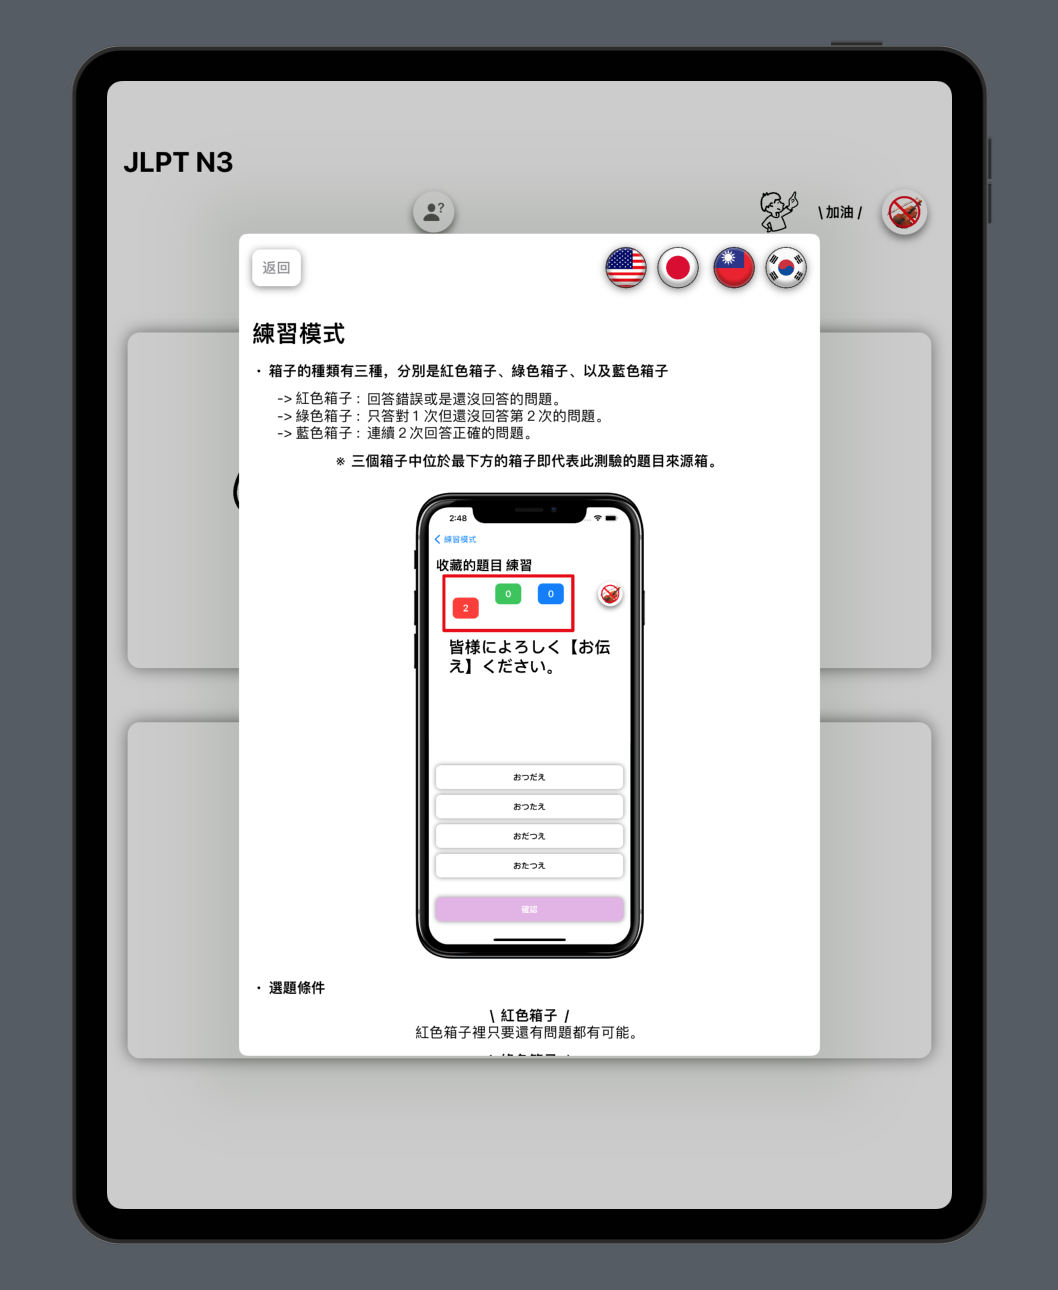 JLPT N3
\ 加油 /
返回
練習模式
・ 箱子的種類有三種，分別是紅色箱子、綠色箱子、以及藍色箱子
-> 紅色箱子： 回答錯誤或是還沒回答的問題。
-> 綠色箱子： 只答對 1 次但還沒回答第 2 次的問題。
-> 藍色箱子： 連續 2 次回答正確的問題。
※ 三個箱子中位於最下方的箱子即代表此測驗的題目來源箱。
2:48
練習模式
收藏的題目 練習
2
0
0
皆様によろしく【お伝
え】ください。
おつだえ
おつたえ
おだつえ
おたつえ
確認
・ 選題條件
\ 紅色箱子 /
紅色箱子裡只要還有問題都有可能。